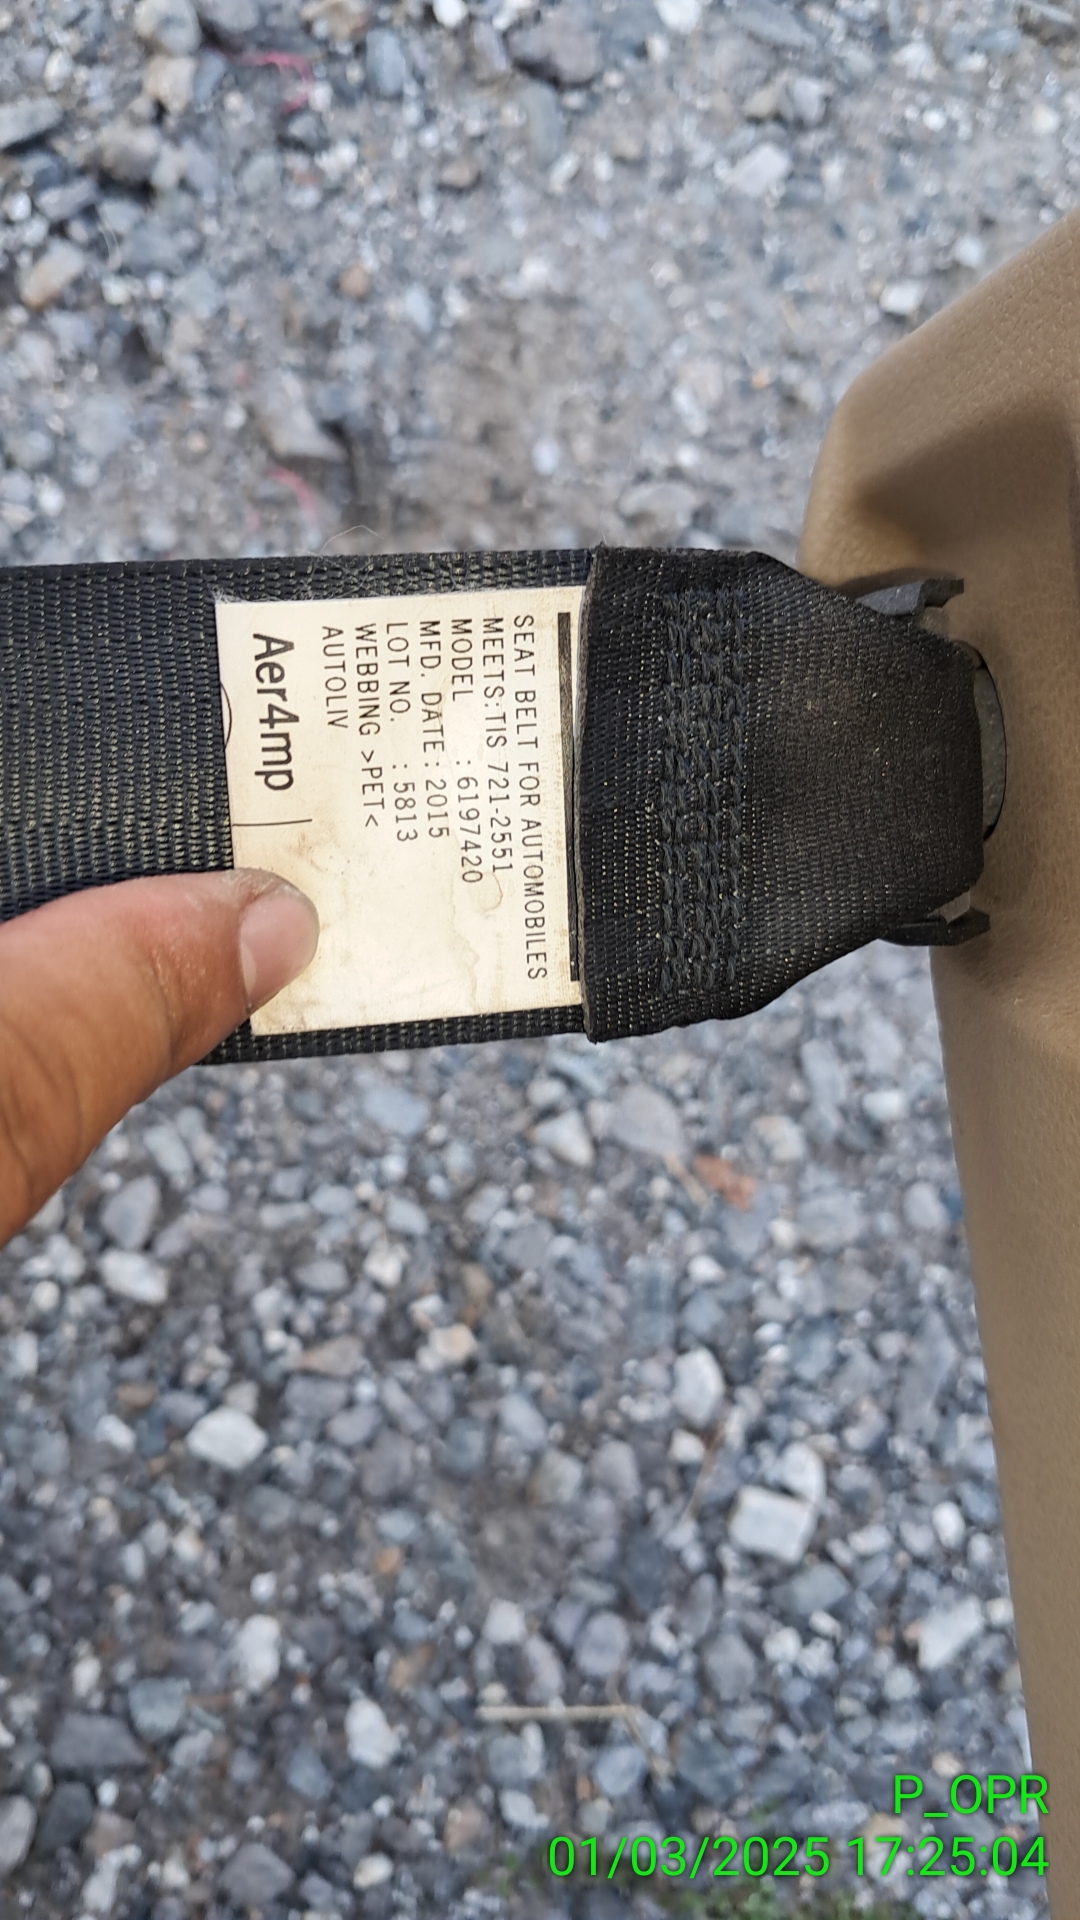 SEAT BELT FOR AUTOMOBILES
MEETS:TIS 721-2551
MODEL : 6197420
MFD. DATE : 2015
LOT NO. : 5813
WEBBING >PET<
AUTOLIV
Aer4mp
P_OPR
01/03/2025 17:25:04